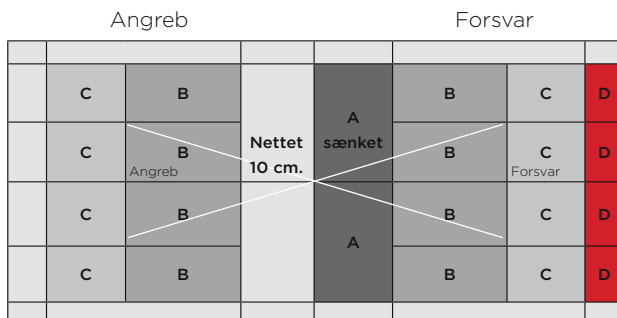 Angreb Forsvar
C B B C D
A
Nettet sænket
C B B C D
10 cm.
Angreb Forsvar
C B A B C D
C B B C D